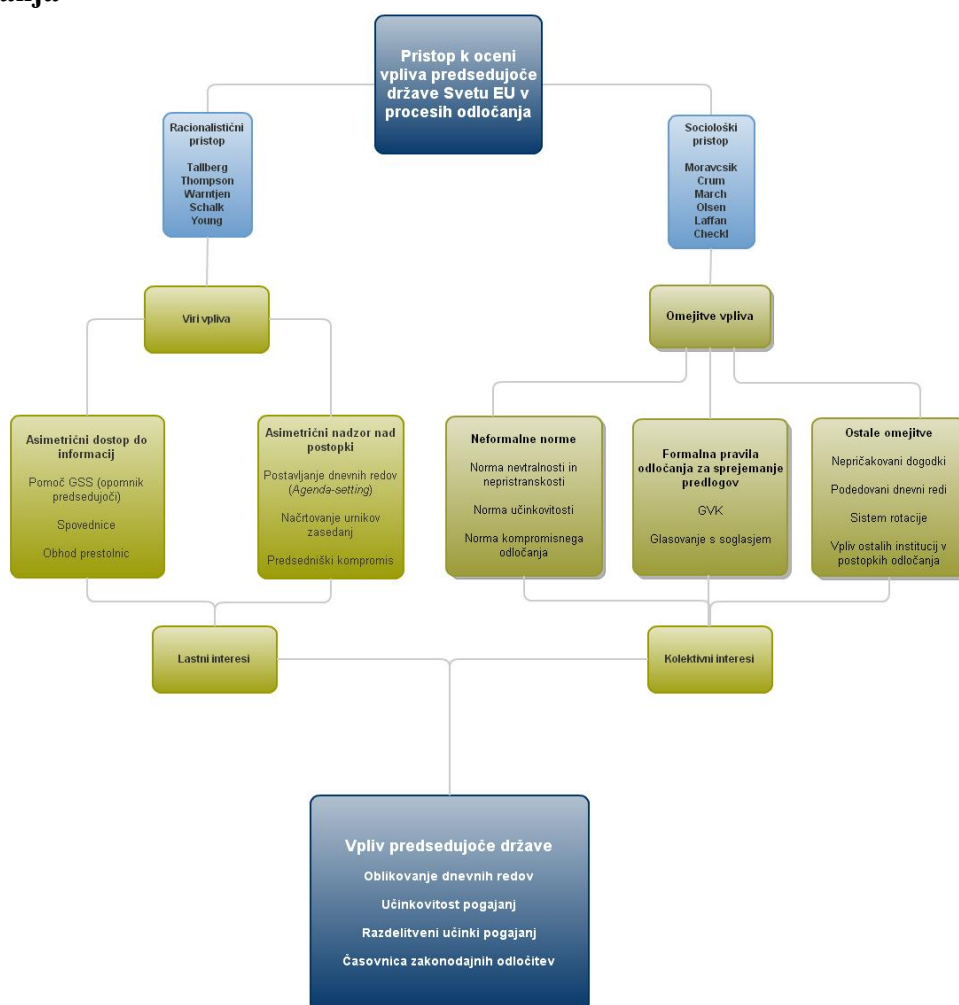 Pristop k oceni
vpliva predsedujoče
države Svetu EU v
procesih odločanja
Racionalistični
pristop
Tallberg
Thompson
Warntjen
Schalk
Young
Sociološki
pristop
Moravcsik
Crum
March
Olsen
Laffan
Checkl
Viri vpliva
Omejitve vpliva
Asimetrični dostop do
informacij
Pomoč GSS (opomnik
predsedujoči)
Spovednice
Obhod prestolnic
Asimetrični nadzor nad
postopki
Postavljanje dnevnih redov
(Agenda-setting)
Načrtovanje urnikov
zasedanj
Predsedniški kompromis
Neformalne norme
Norma nevtralnosti in
nepristranskosti
Norma učinkovitosti
Norma kompromisnega
odločanja
Formalna pravila
odločanja za sprejemanje
predlogov
GVK
Glasovanje s soglasjem
Ostale omejitve
Nepričakovani dogodki
Podedovani dnevni redi
Sistem rotacije
Vpliv ostalih institucij v
postopkih odločanja
Lastni interesi
Kolektivni interesi
Vpliv predsedujoče države
Oblikovanje dnevnih redov
Učinkovitost pogajanj
Razdelitveni učinki pogajanj
Časovnica zakonodajnih odločitev